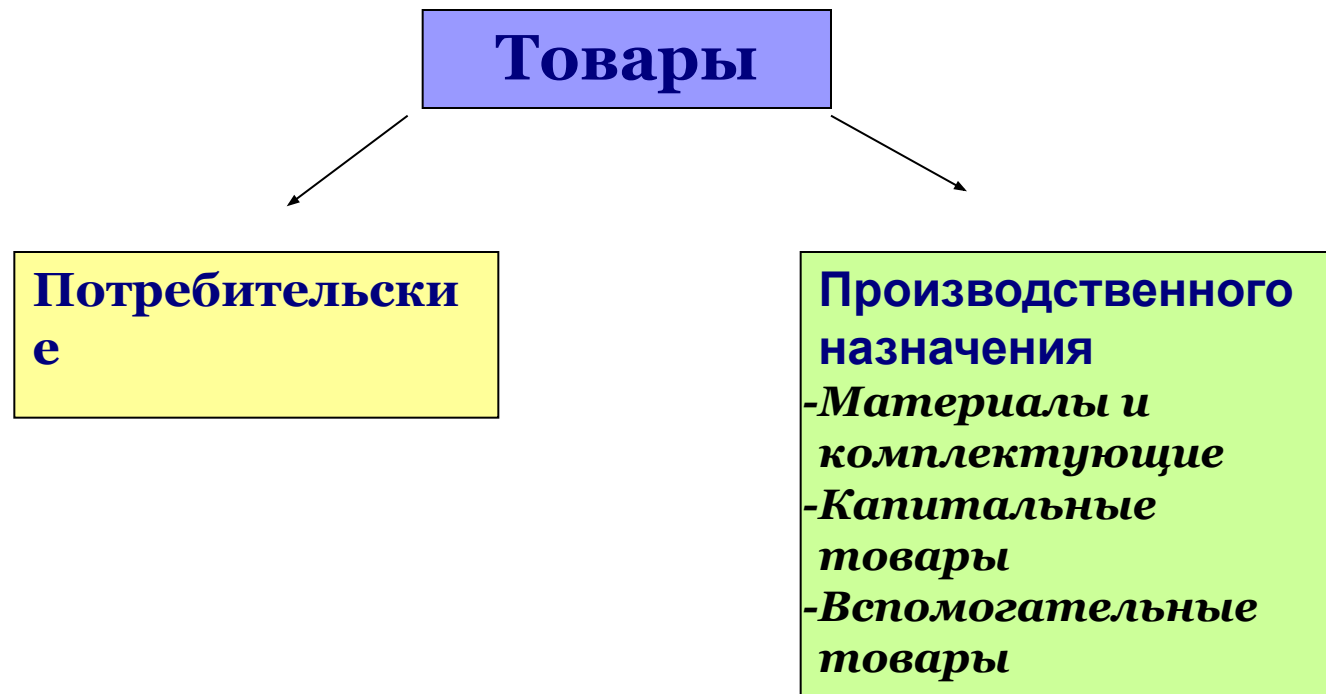 Товары
Потребительски
е
Производственного
назначения
-Материалы и
комплектующие
-Капитальные
товары
-Вспомогательные
товары